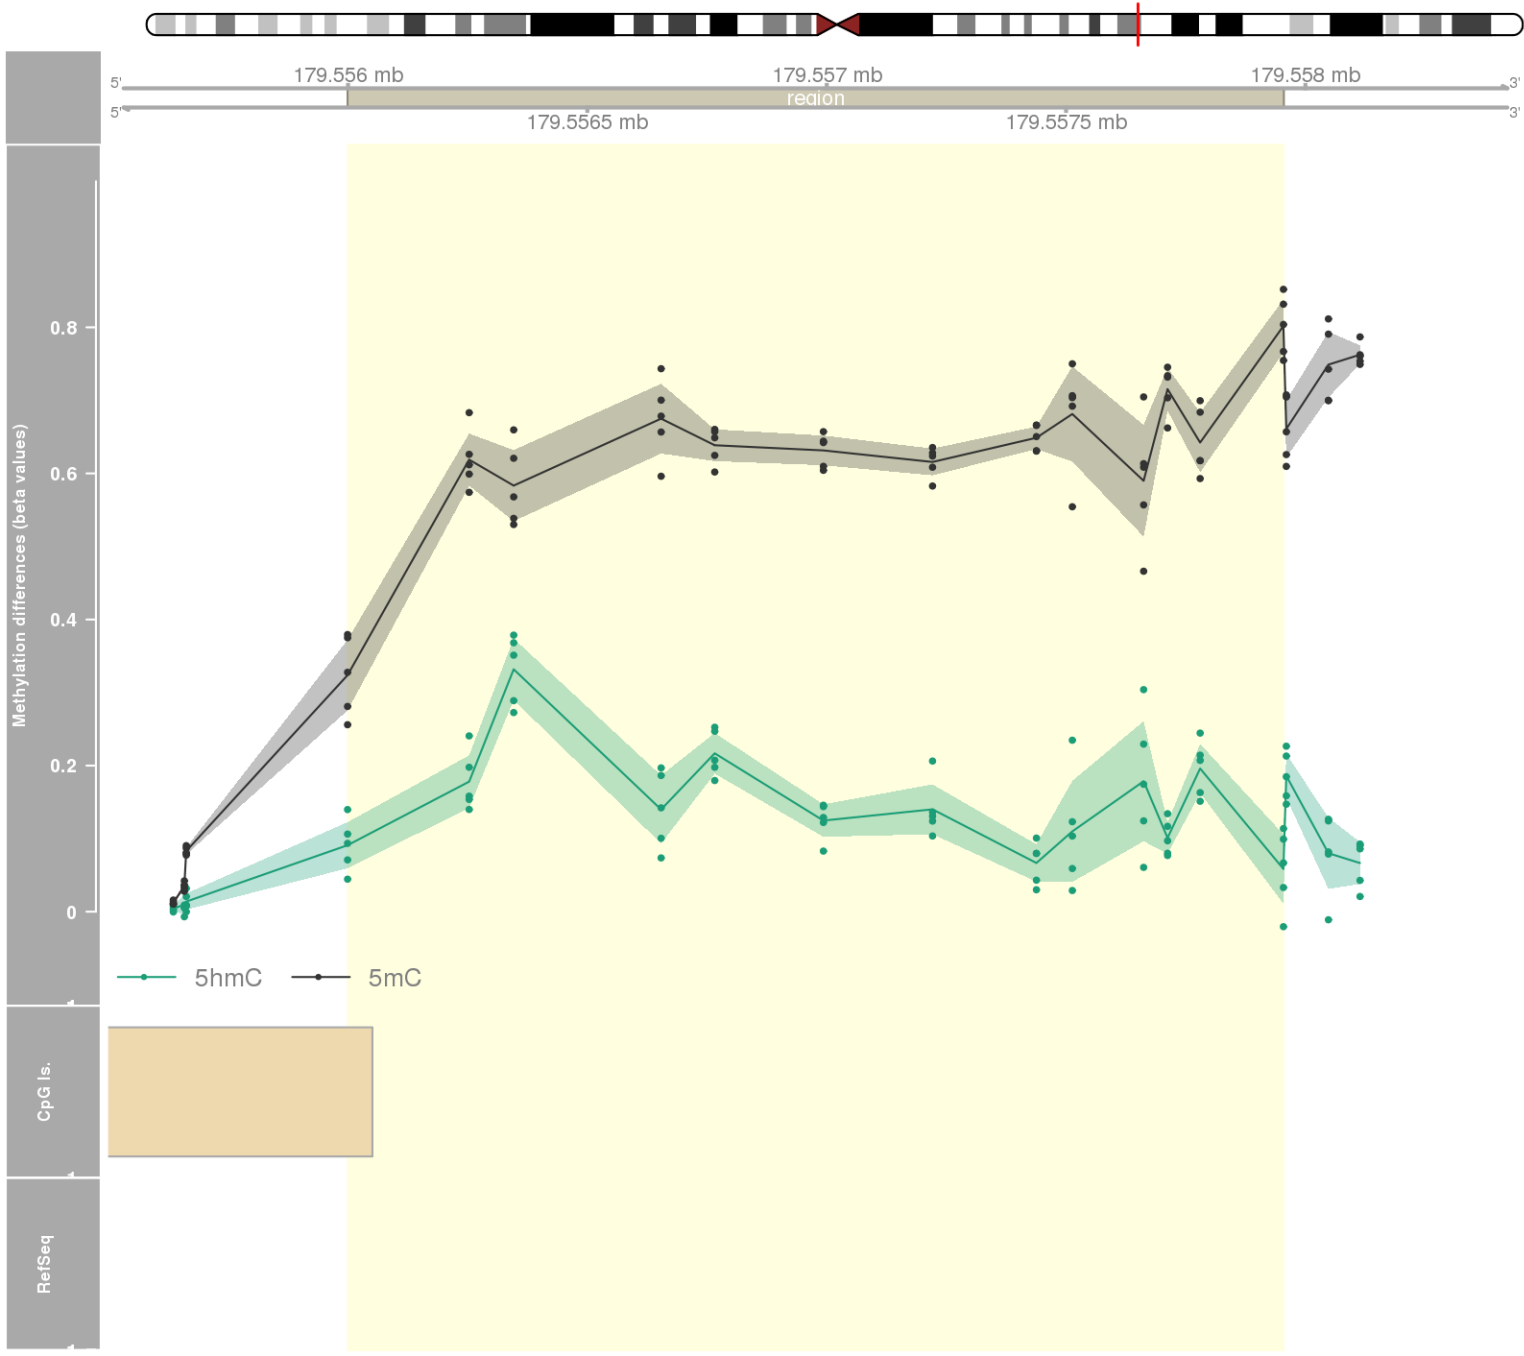 179.556 mb 179.557 mb 179.558 mb
5' 3'
region
5' 3'
179.5565 mb 179.5575 mb
Methylation differences (beta values)
0.8
0.6
0.4
0.2
0
5hmC 5mC
CpG Is.
RefSeq